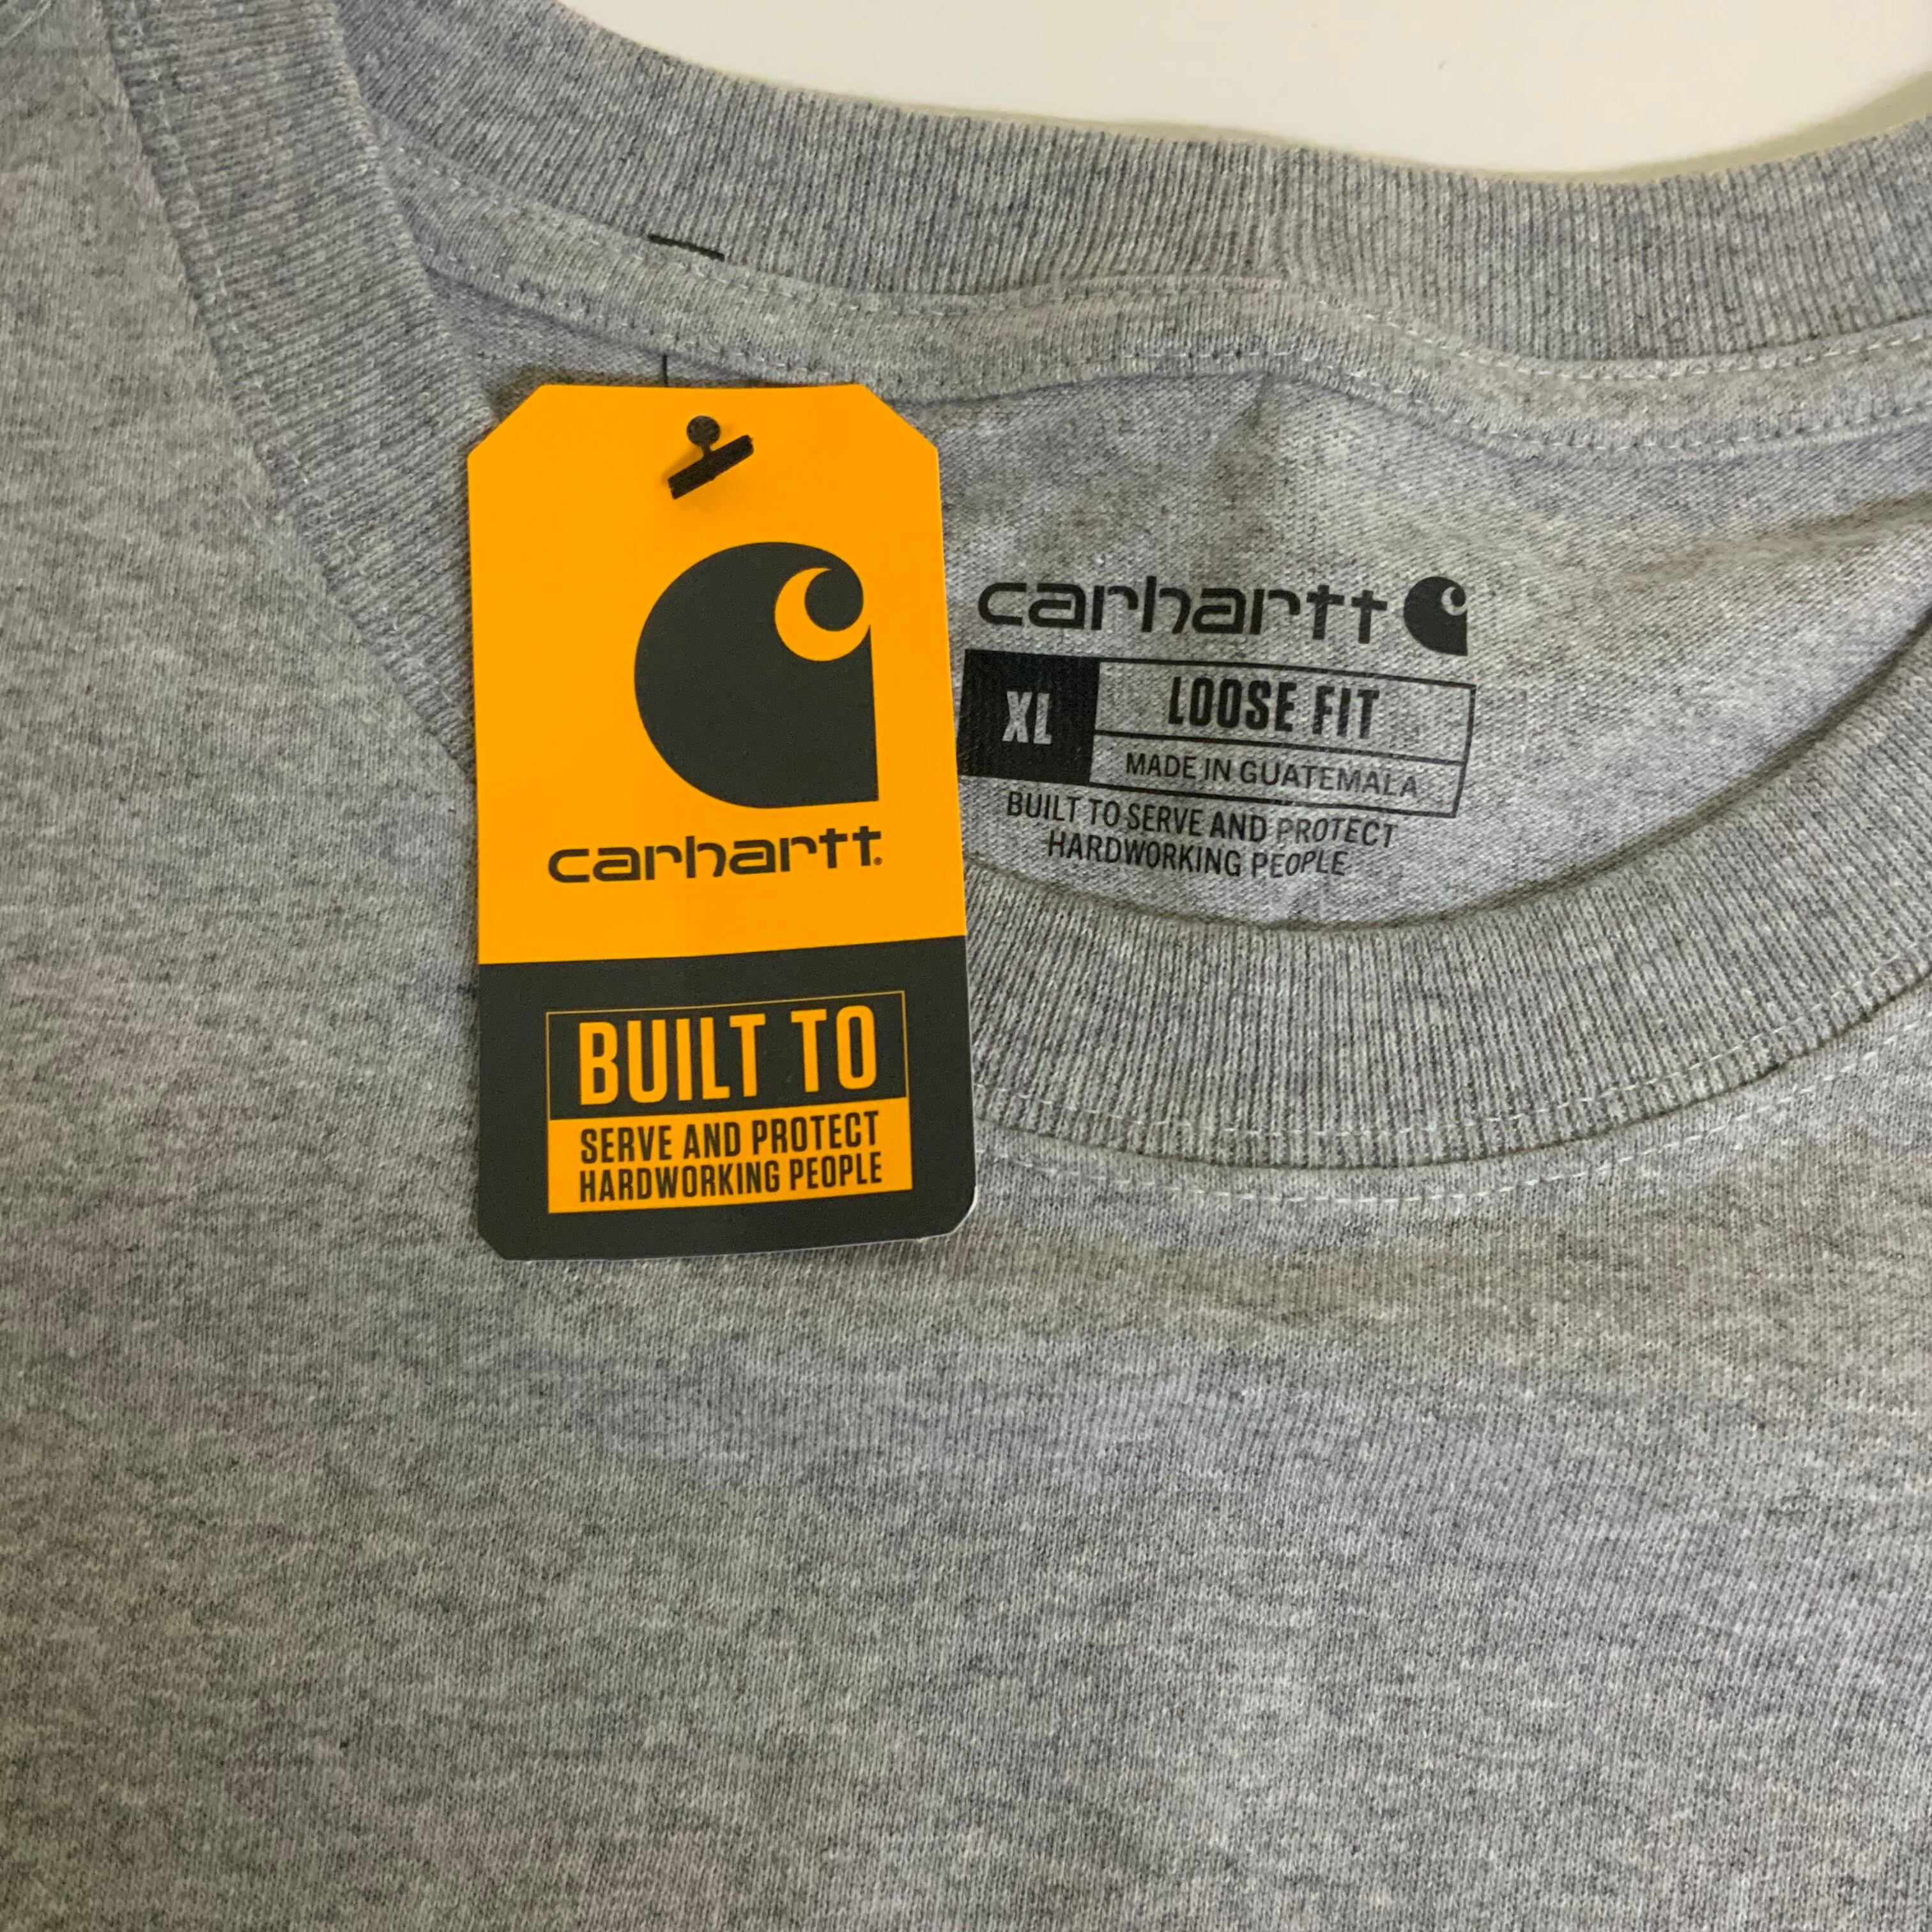 carhartt
BUILT TO
SERVE AND PROTECT
HARDWORKING PEOPLE
carhartt
XL
LOOSE FIT
MADE IN GUATEMALA
BUILT TO SERVE AND PROTECT
HARDWORKING PEOPLE